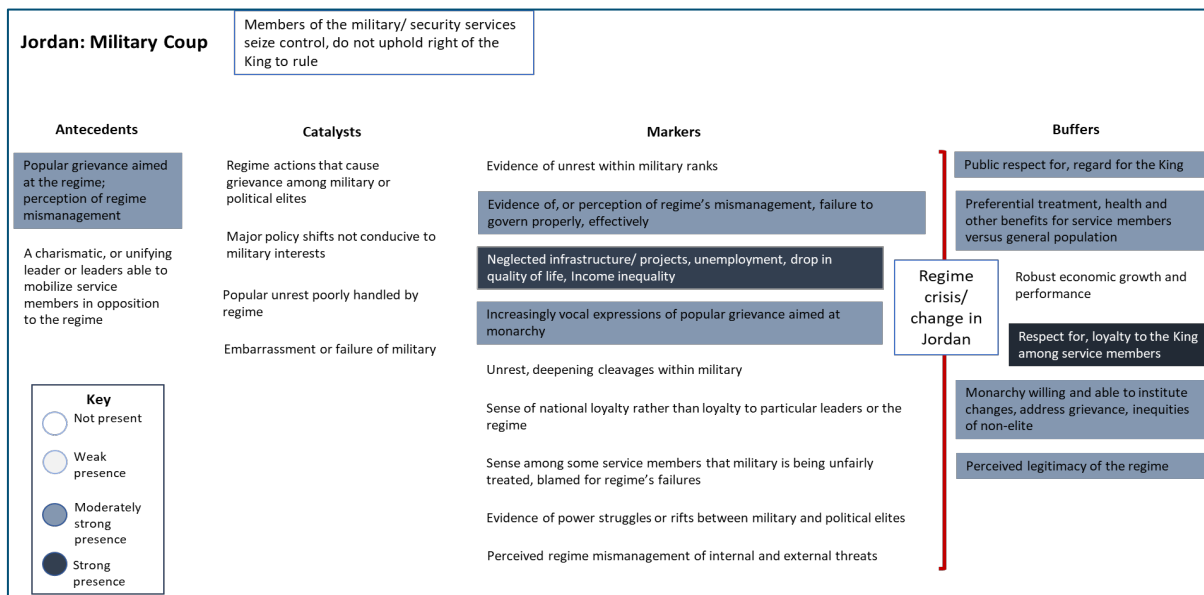 Jordan: Military Coup
Members of the military/ security services
seize control, do not uphold right of the
King to rule
Antecedents
Popular grievance aimed
at the regime;
perception of regime
mismanagement
A charismatic, or unifying
leader or leaders able to
mobilize service
members in opposition
to the regime
Key
Not present
Weak
presence
Moderately
strong
presence
Strong
presence
Catalysts
Regime actions that cause
grievance among military or
political elites
Major policy shifts not conducive to
military interests
Popular unrest poorly handled by
regime
Embarrassment or failure of military
Markers
Evidence of unrest within military ranks
Evidence of, or perception of regime's mismanagement, failure to
govern properly, effectively
Neglected infrastructure/ projects, unemployment, drop in
quality of life, Income inequality
Increasingly vocal expressions of popular grievance aimed at
monarchy
Unrest, deepening cleavages within military
Sense of national loyalty rather than loyalty to particular leaders or the
regime
Sense among some service members that military is being unfairly
treated, blamed for regime's failures
Evidence of power struggles or rifts between military and political elites
Perceived regime mismanagement of internal and external threats
Regime
crisis/
change in
Jordan
Buffers
Public respect for, regard for the King
Preferential treatment, health and
other benefits for service members
versus general population
Robust economic growth and
performance
Respect for, loyalty to the King
among service members
Monarchy willing and able to institute
changes, address grievance, inequities
of non-elite
Perceived legitimacy of the regime